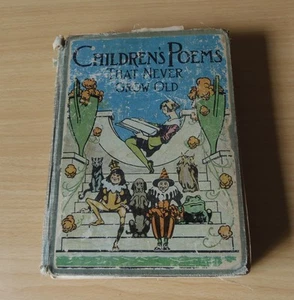 CHILDREN'S POEMS
THAT NEVER
GROW OLD